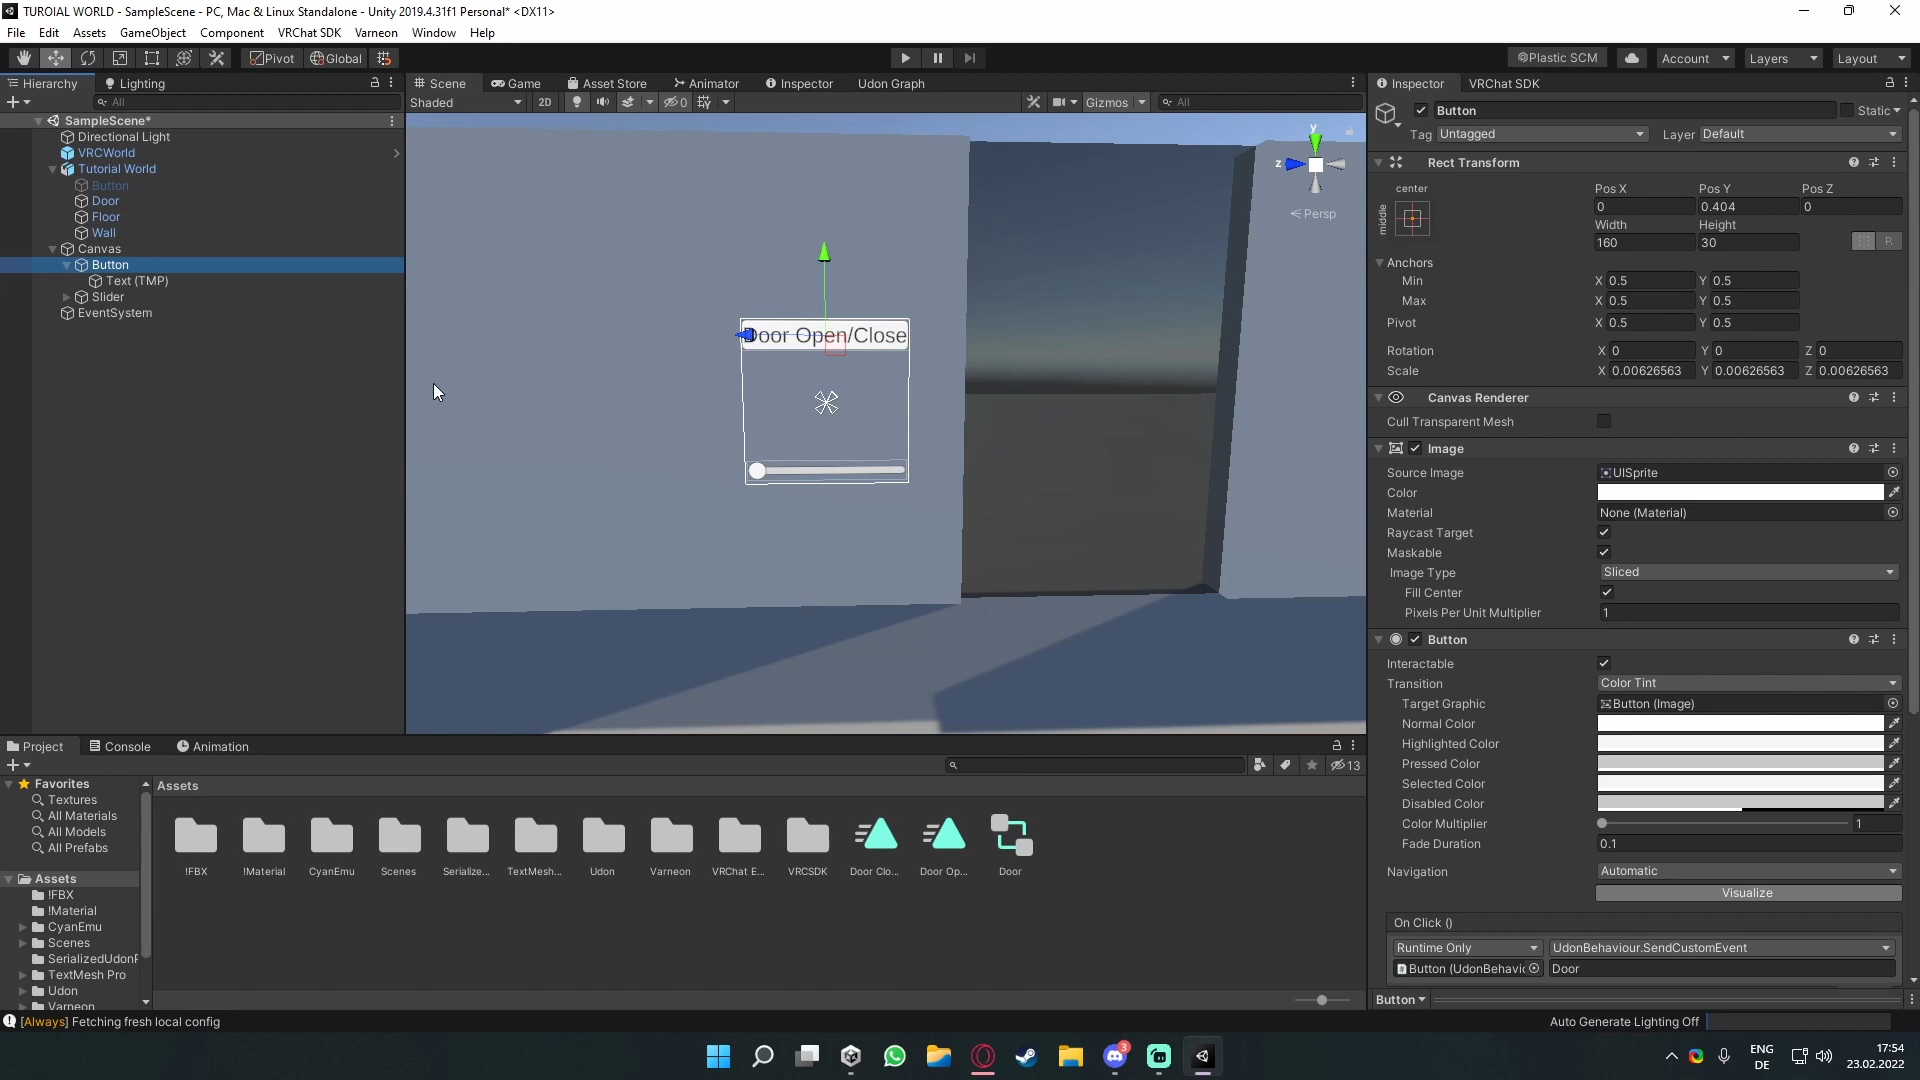 TUROIAL WORLD - SampleScene - PC, Mac & Linux Standalone - Unity 2019.4.31f1 Personal* <DX11>
File Edit Assets GameObject Component VRChat SDK Varneon Window Help
Pivot Global Plastic SCM Account Layers Layout
Hierarchy Lighting
Scene Game Asset Store Animator Inspector Udon Graph
Inspector VRChat SDK
All
Shaded 2D 0 Gizmos All
SampleScene*
Directional Light
VRCWorld
Tutorial World
Button
Door
Floor
Wall
Canvas
Button
Text (TMP)
Slider
EventSystem
y
z
Persp
Door Open/Close
Button Static
Tag Untagged Layer Default
Rect Transform
center
middle
Pos X Pos Y Pos Z
0 0.404 0
Width Height
160 30
R
Anchors
Min X 0.5 Y 0.5
Max X 0.5 Y 0.5
Pivot X 0.5 Y 0.5
Rotation X 0 Y 0 Z 0
Scale X 0.00626563 Y 0.00626563 Z 0.00626563
Canvas Renderer
Cull Transparent Mesh
Image
Source Image UISprite
Color
Material None (Material)
Raycast Target
Maskable
Image Type Sliced
Fill Center
Pixels Per Unit Multiplier 1
Button
Interactable
Transition Color Tint
Target Graphic Button (Image)
Normal Color
Highlighted Color
Pressed Color
Selected Color
Disabled Color
Color Multiplier 1
Fade Duration 0.1
Navigation Automatic
Visualize
On Click ()
Runtime Only UdonBehaviour.SendCustomEvent
Button (UdonBehavic Door
Button
Project Console Animation
13
Favorites
Textures
All Materials
All Models
All Prefabs
Assets
!FBX
!Material
CyanEmu
Scenes
SerializedUdonF
TextMesh Pro
Udon
Varneon
Assets
!FBX !Material CyanEmu Scenes Serialize... TextMesh... Udon Varneon VRChat E... VRCSDK Door Clo... Door Op... Door
[Always] Fetching fresh local config
Auto Generate Lighting Off
3
ENG
DE
17:54
23.02.2022